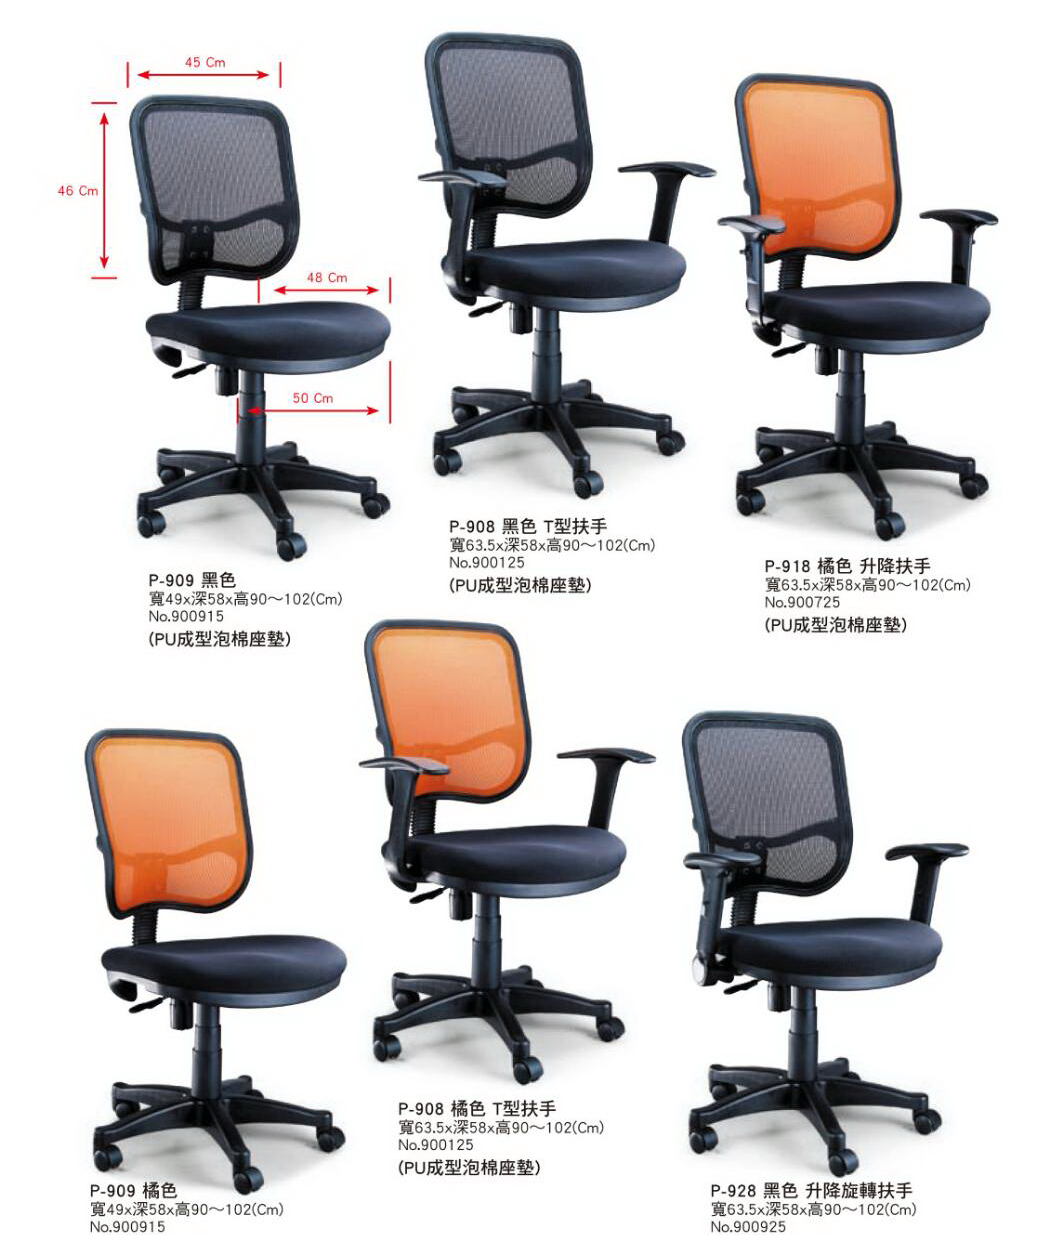 45 Cm
46 Cm
48 Cm
50 Cm
P-909 黑色
寬49x深58x高90～102(Cm)
No.900915
(PU成型泡棉座墊)
P-908 黑色 T型扶手
寬63.5x深58x高90～102(Cm)
No.900125
(PU成型泡棉座墊)
P-918 橘色 升降扶手
寬63.5x深58x高90～102(Cm)
No.900725
(PU成型泡棉座墊)
P-909 橘色
寬49x深58x高90～102(Cm)
No.900915
P-908 橘色 T型扶手
寬63.5x深58x高90～102(Cm)
No.900125
(PU成型泡棉座墊)
P-928 黑色 升降旋轉扶手
寬63.5x深58x高90～102(Cm)
No.900925